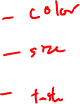 - color
- size
- taste